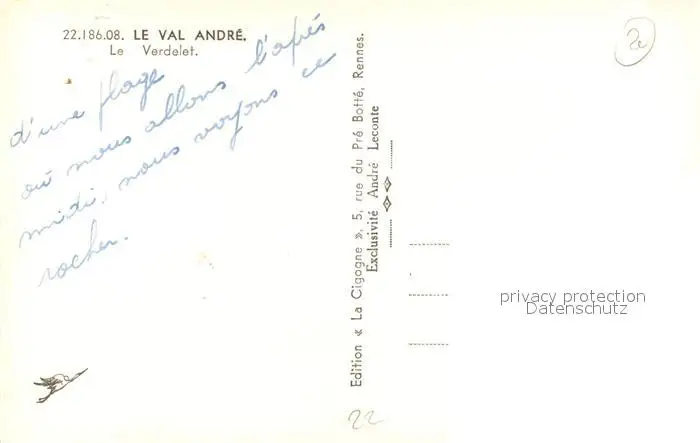 22.186.08. LE VAL ANDRÉ.
Le Verdelet.
d'une plage
où nous allons l'après
midi, nous voyons ce
rocher.
Edition « La Cigogne », 5, rue du Pré Botté, Rennes.
Exclusivité André Leconte
privacy protection
Datenschutz
22